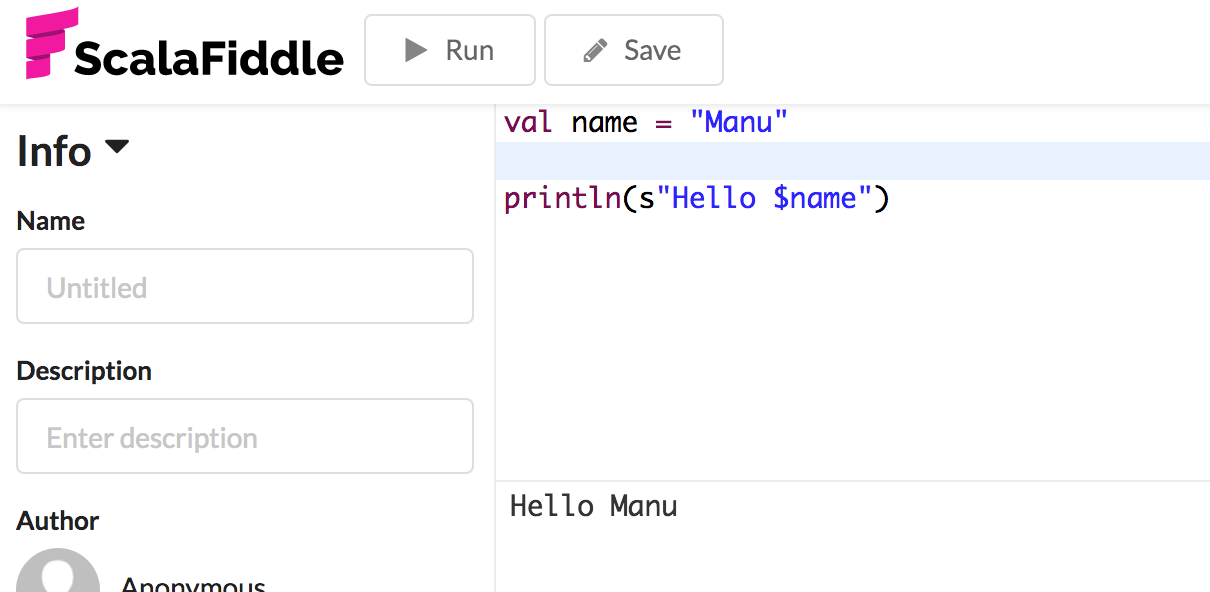 ScalaFiddle
Run
Save
Info
Name
Untitled
Description
Enter description
Author
Anonymous
val name = "Manu"
println(s"Hello $name")
Hello Manu